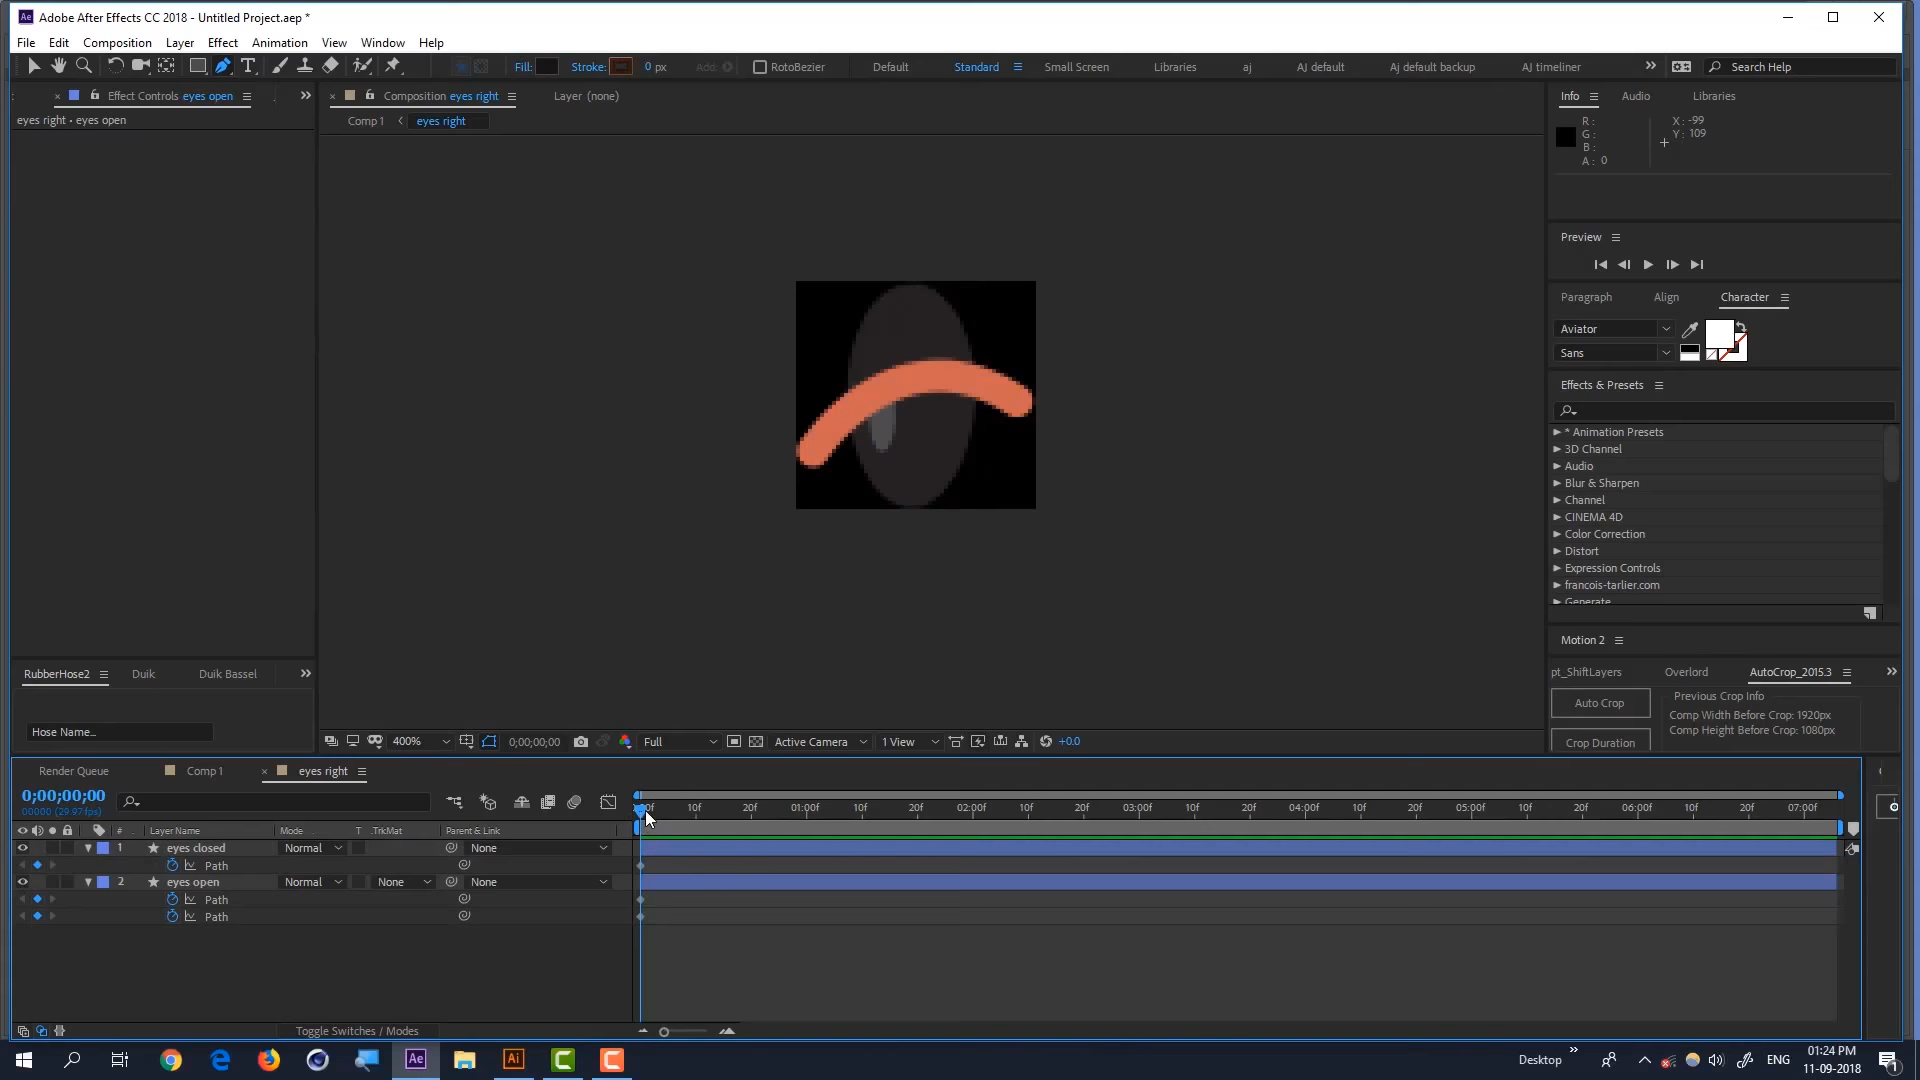 Adobe After Effects CC 2018 - Untitled Project.aep *
File Edit Composition Layer Effect Animation View Window Help
Fill: Stroke: 0 px Add: RotoBezier Default Standard Small Screen Libraries aj AJ default Aj default backup AJ timeliner Search Help
Effect Controls eyes open
eyes right • eyes open
Composition eyes right Layer (none)
Comp 1 eyes right
Info Audio Libraries
R:
G:
B:
A: 0
X: -99
Y: 109
Preview
Paragraph Align Character
Aviator
Sans
Effects & Presets
* Animation Presets
3D Channel
Audio
Blur & Sharpen
Channel
CINEMA 4D
Color Correction
Distort
Expression Controls
francois-tarlier.com
Generate
Motion 2
pt_ShiftLayers Overlord AutoCrop_2015.3
Auto Crop
Crop Duration
Previous Crop Info
Comp Width Before Crop: 1920px
Comp Height Before Crop: 1080px
RubberHose2 Duik Duik Bassel
Hose Name...
400% 0;00;00;00 Full Active Camera 1 View +0.0
Render Queue Comp 1 eyes right
0;00;00;00
00000 (29.97 fps)
10f 20f 01:00f 10f 20f 02:00f 10f 20f 03:00f 10f 20f 04:00f 10f 20f 05:00f 10f 20f 06:00f 10f 20f 07:00f
# Layer Name Mode T .TrkMat Parent & Link
1 eyes closed Normal None
Path
2 eyes open Normal None None
Path
Path
Toggle Switches / Modes
Ae Ai Desktop ENG
01:24 PM
11-09-2018
1